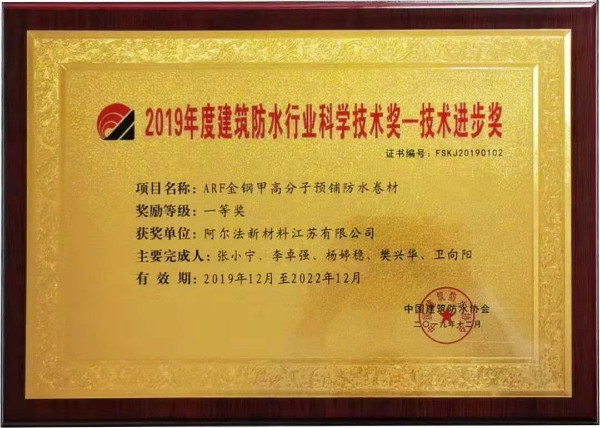 2019年度建筑防水行业科学技术奖—技术进步奖
证书编号：FSKJ20190102
项目名称：ARF金钢甲高分子预铺防水卷材
奖励等级：一等奖
获奖单位：阿尔法新材料江苏有限公司
主要完成人：张小宁、李卓强、杨婷稳、樊兴华、卫向阳
有效期：2019年12月至2022年12月
中国建筑防水协会
二〇一九年十二月